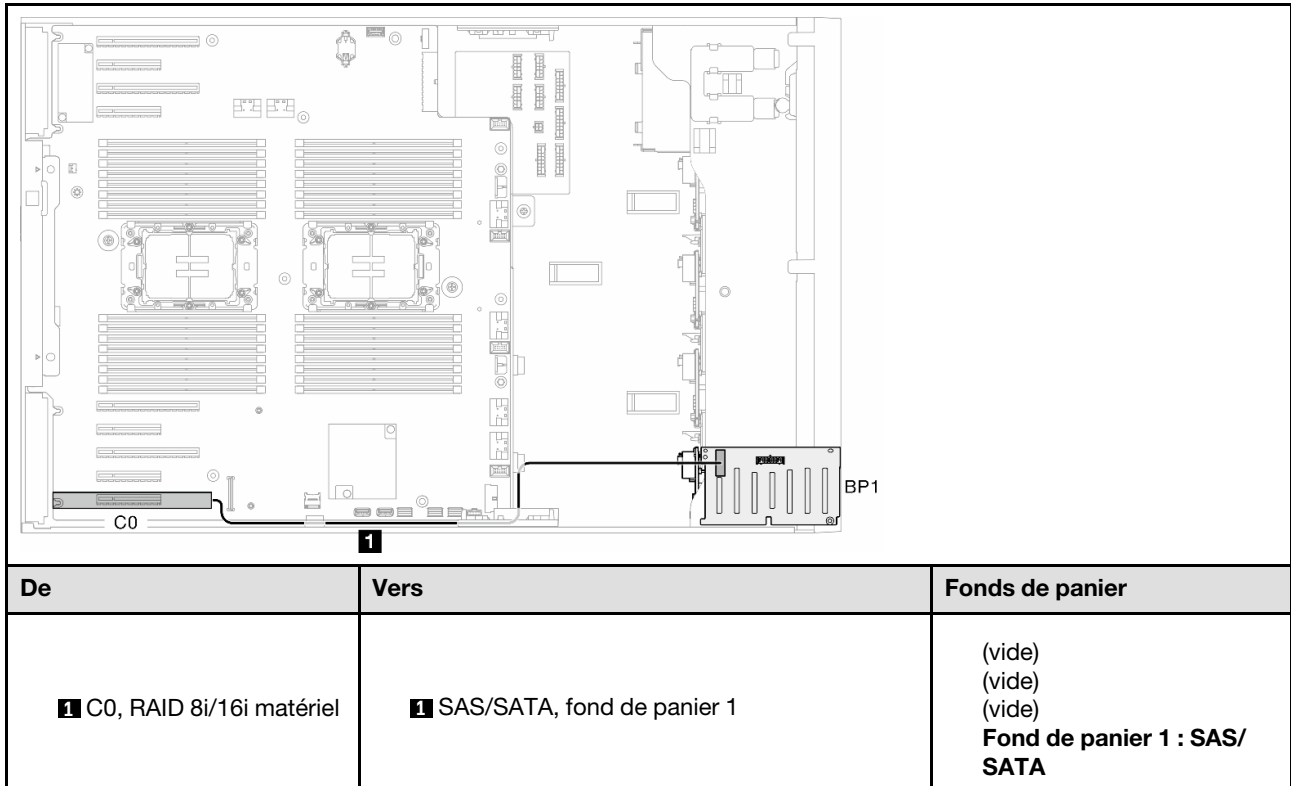 BP1
C0
1
De
Vers
Fonds de panier
1 C0, RAID 8i/16i matériel
1 SAS/SATA, fond de panier 1
(vide)
(vide)
(vide)
Fond de panier 1 : SAS/
SATA